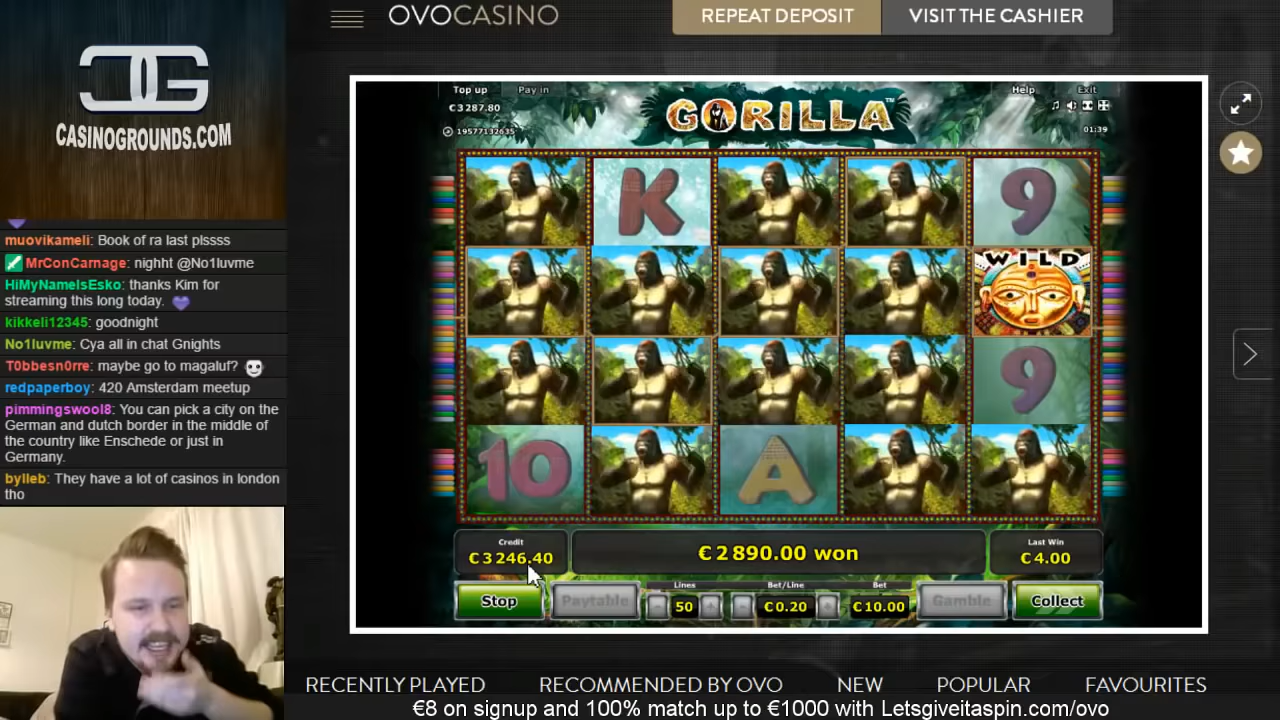 OVOCASINO
REPEAT DEPOSIT
VISIT THE CASHIER
CASINOGROUNDS.COM
muovikameli: Book of ra last plssss
MrConCarnage: nighht @No1luvme
HiMyNameIsEsko: thanks Kim for
streaming this long today.
kikkeli12345: goodnight
No1luvme: Cya all in chat Gnights
T0bbesn0rre: maybe go to magaluf?
redpaperboy: 420 Amsterdam meetup
pimmingswool8: You can pick a city on the
German and dutch border in the middle of
the country like Enschede or just in
Germany.
bylleb: They have a lot of casinos in london
tho
Top up
Pay in
€3287.80
19577132635
GORILLA™
Help
Exit
01:39
K
9
WILD
9
10
A
Credit
€3246.40
€2890.00 won
Last Win
€4.00
Stop
Paytable
Lines
- 50 +
Bet/Line
- €0.20 +
Bet
€10.00
Gamble
Collect
RECENTLY PLAYED
RECOMMENDED BY OVO
NEW
POPULAR
FAVOURITES
€8 on signup and 100% match up to €1000 with Letsgiveitaspin.com/ovo